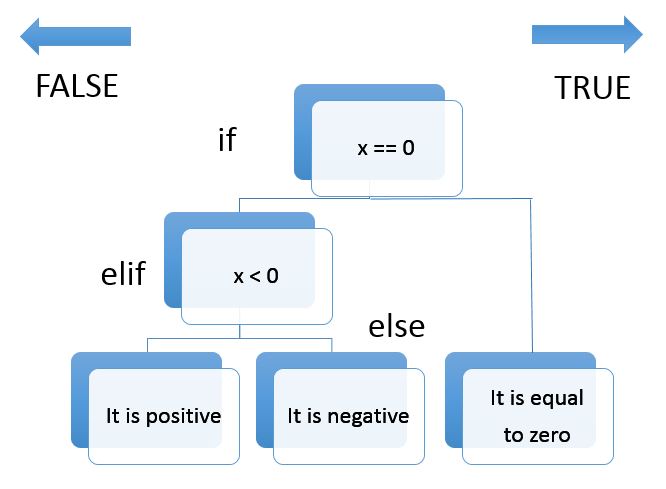 FALSE
TRUE
if
x == 0
elif
x < 0
else
It is positive
It is negative
It is equal
to zero